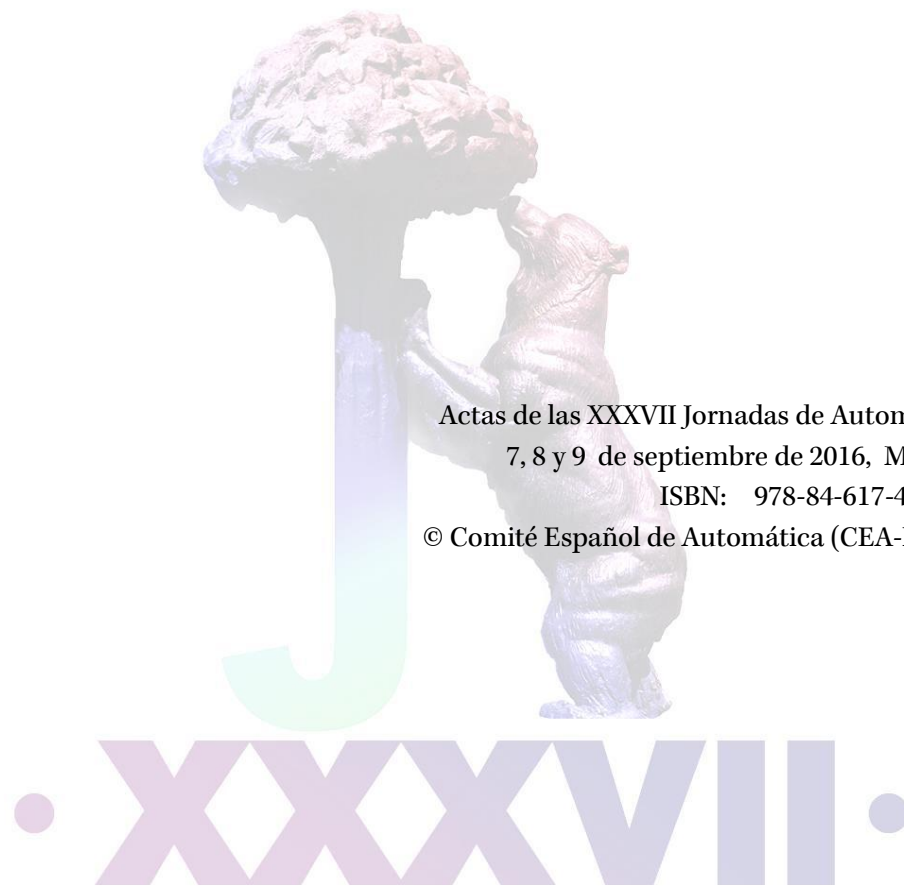 Actas de las XXXVII Jornadas de
7, 8 y 9 de septiembre de 2016,
ISBN: 978-84-617-4
© Comité Español de Automática (CEA-
J
• XXXVII •